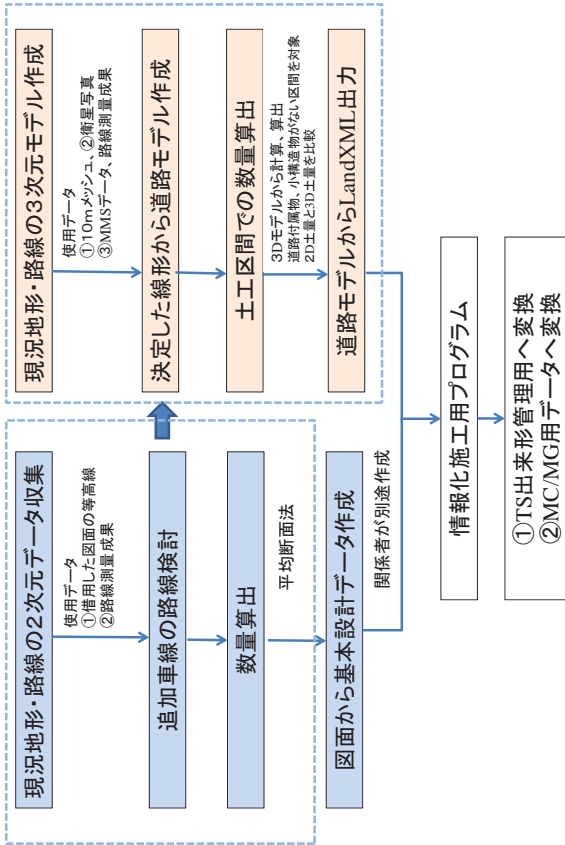 現況地形・路線の２次元データ収集
使用データ
①借用した図面の等高線
②路線測量成果
追加車線の路線検討
数量算出
平均断面法
図面から基本設計データ作成
関係者が別途作成
現況地形・路線の３次元モデル作成
使用データ
①10mメッシュ、②衛星写真
③MMSデータ、路線測量成果
決定した線形から道路モデル作成
土工区間での数量算出
3Dモデルから計算、算出
道路付属物、小構造物がない区間を対象
2D土量と3D土量を比較
道路モデルからLandXML出力
情報化施工用プログラム
①TS出来形管理用へ変換
②MC/MG用データへ変換